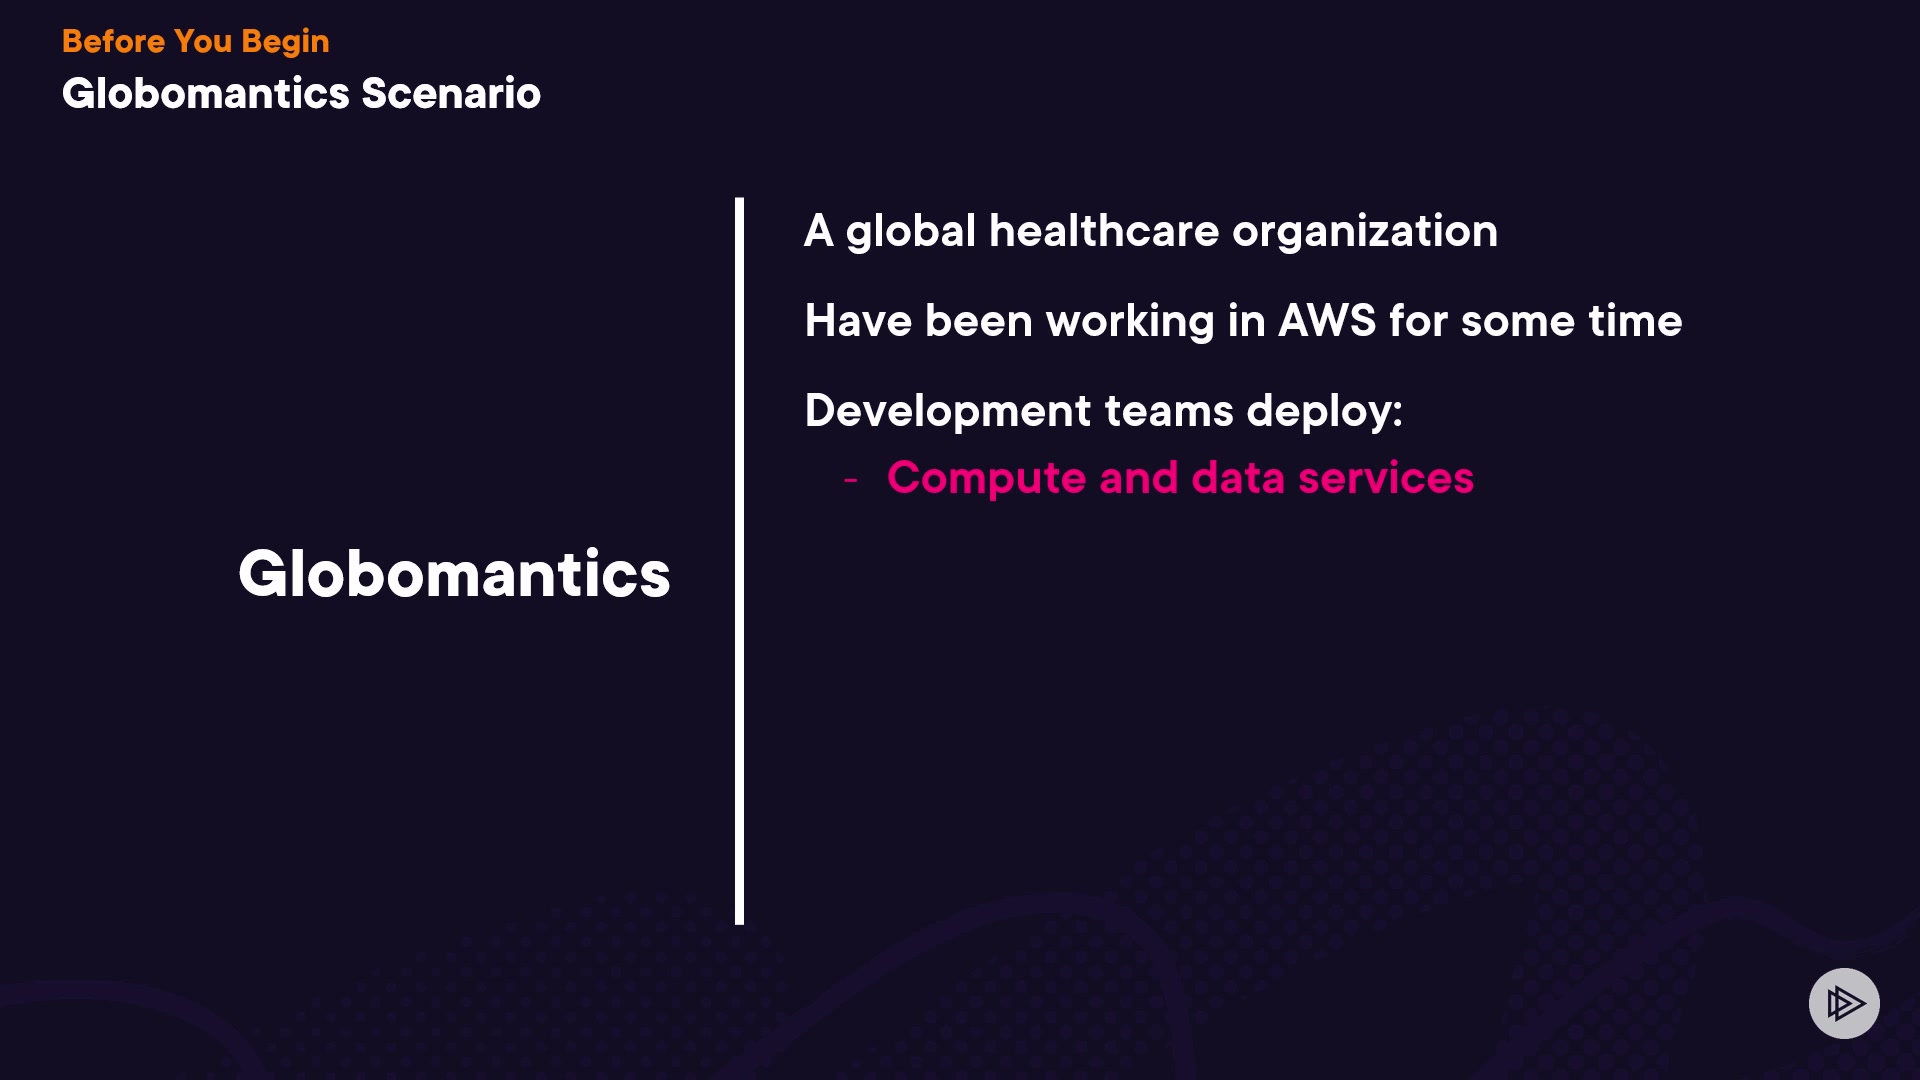 Before You Begin
Globomantics Scenario
Globomantics
A global healthcare organization
Have been working in AWS for some time
Development teams deploy:
- Compute and data services